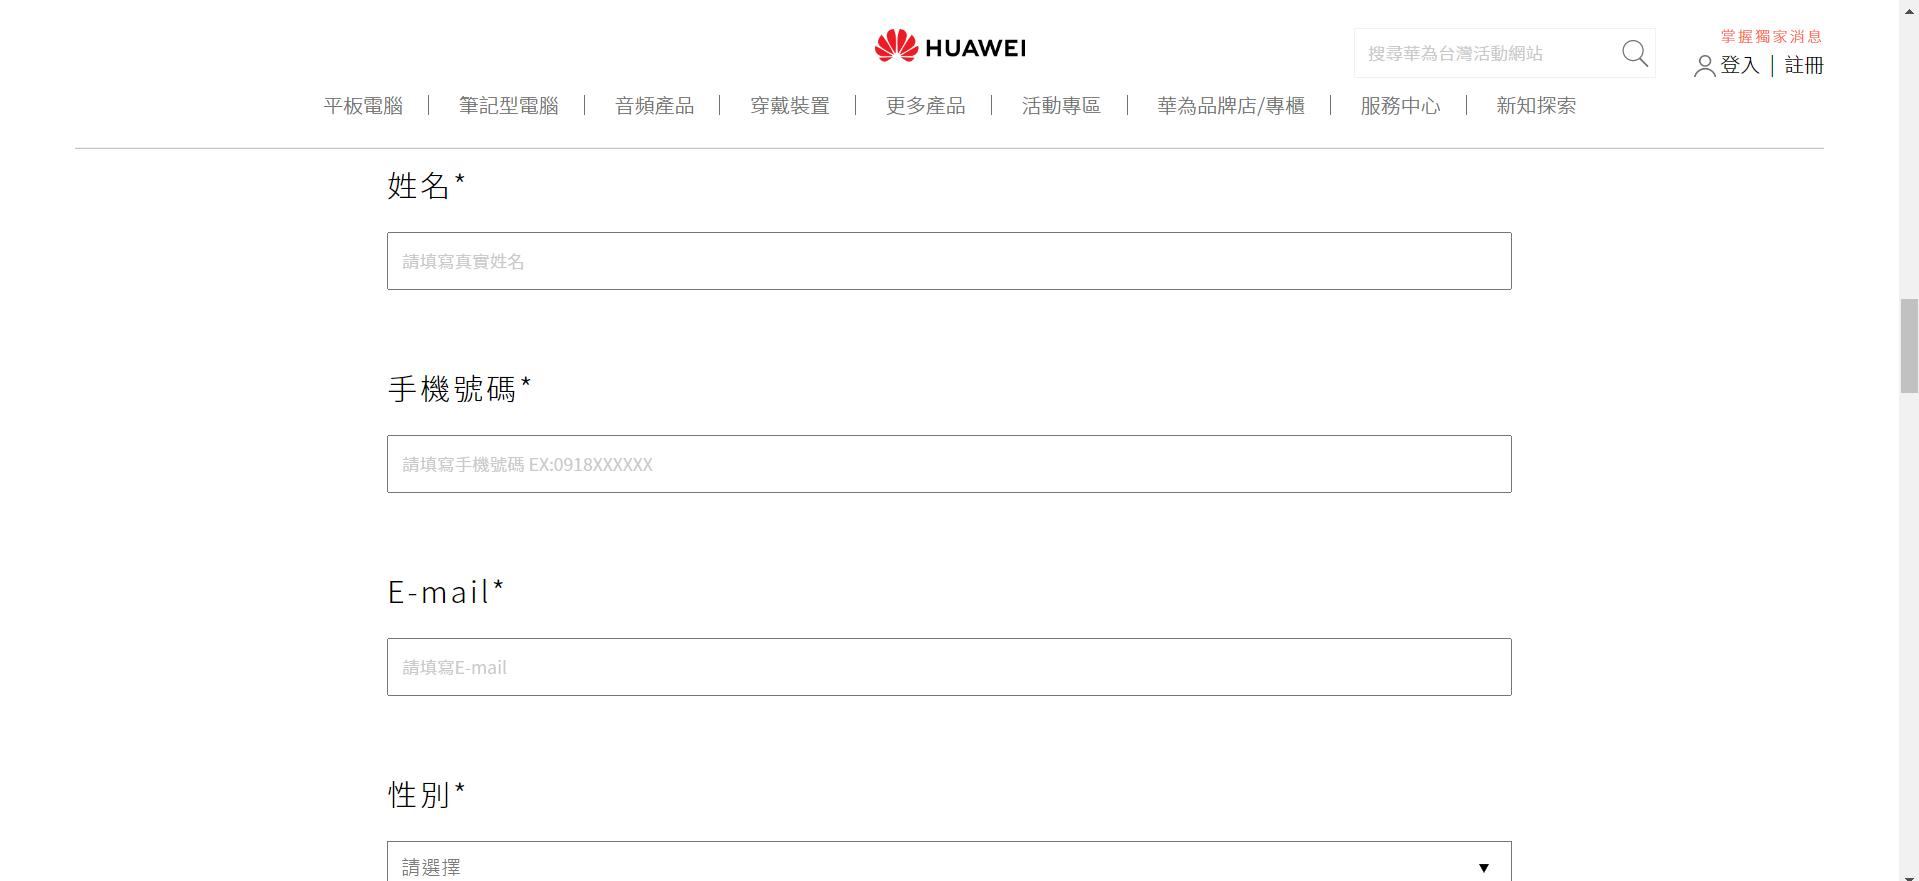 HUAWEI
搜尋華為台灣活動網站
掌握獨家消息
登入 | 註冊
平板電腦 | 筆記型電腦 | 音頻產品 | 穿戴裝置 | 更多產品 | 活動專區 | 華為品牌店/專櫃 | 服務中心 | 新知探索
姓名*
請填寫真實姓名
手機號碼*
請填寫手機號碼 EX:0918XXXXXX
E-mail*
請填寫E-mail
性別*
請選擇